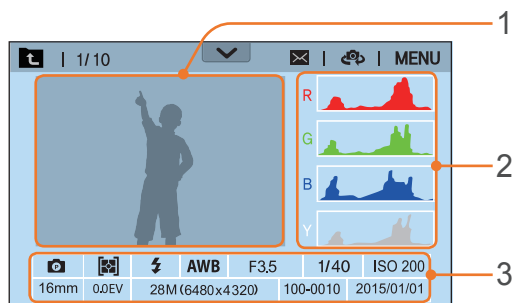 1
1/10 MENU
R
G
2
B
Y
AWB F3.5 1/40 ISO 200
3
16mm 0.0EV 28M (6480x4320) 100-0010 2015/01/01